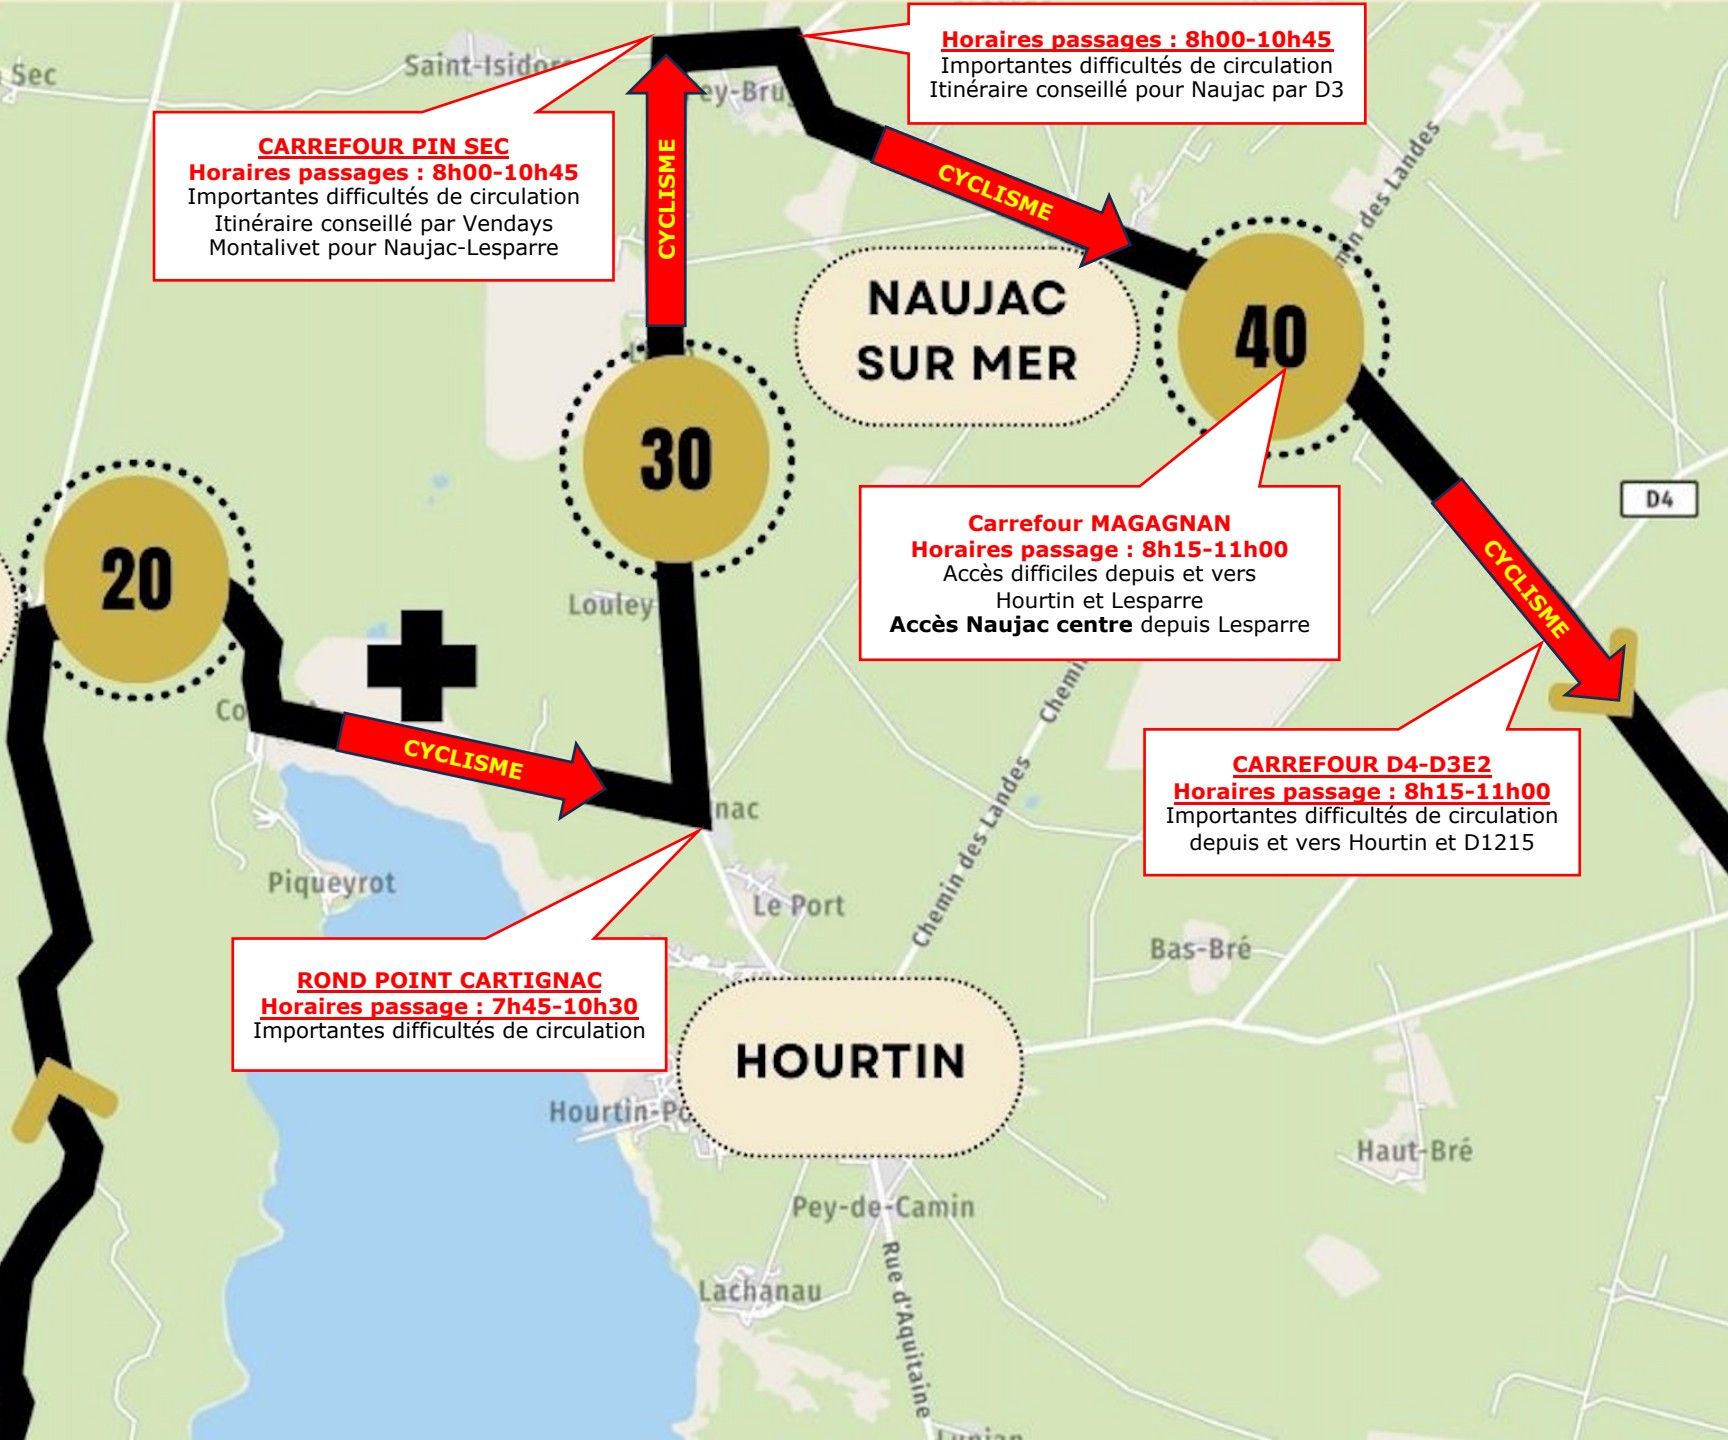 Horaires passages : 8h00-10h45
Importantes difficultés de circulation
Itinéraire conseillé pour Naujac par D3
Saint-Isidore
Sec
CARREFOUR PIN SEC
Horaires passages : 8h00-10h45
Importantes difficultés de circulation
Itinéraire conseillé par Vendays
Montalivet pour Naujac-Lesparre
CYCLISME
CYCLISME
NAUJAC
SUR MER
40
30
20
D4
Carrefour MAGAGNAN
Horaires passage : 8h15-11h00
Accès difficiles depuis et vers
Hourtin et Lesparre
Accès Naujac centre depuis Lesparre
CYCLISME
Louley
CYCLISME
CARREFOUR D4-D3E2
Horaires passage : 8h15-11h00
Importantes difficultés de circulation
depuis et vers Hourtin et D1215
nac
Chemin des Landes
Chemin
Piqueyrot
Le Port
Bas-Bré
ROND POINT CARTIGNAC
Horaires passage : 7h45-10h30
Importantes difficultés de circulation
HOURTIN
Haut-Bré
Pey-de-Camin
Rue d'Aquitaine
Lachanau